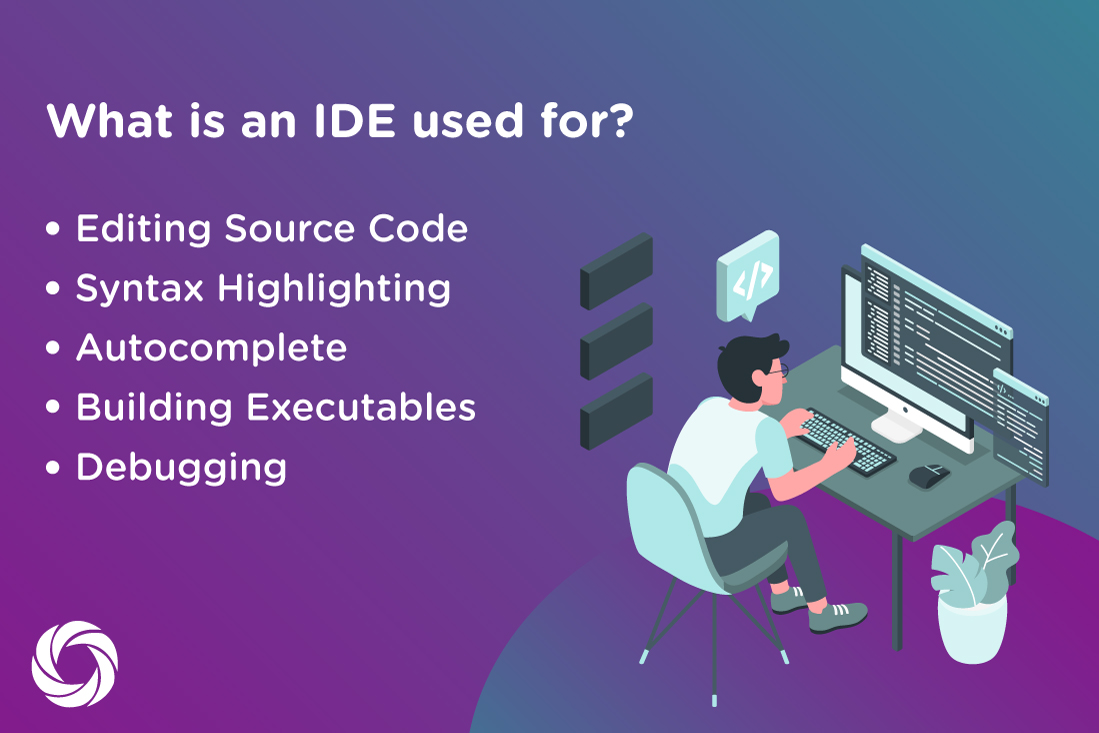 What is an IDE used for?
• Editing Source Code
• Syntax Highlighting
• Autocomplete
• Building Executables
• Debugging
</>